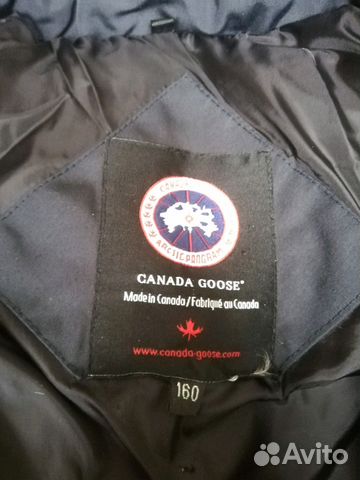 CANADA GOOSE
ARCTIC PROGRAM
CANADA GOOSE®
Made in Canada/Fabriqué au Canada
www.canada-goose.com
160
Avito